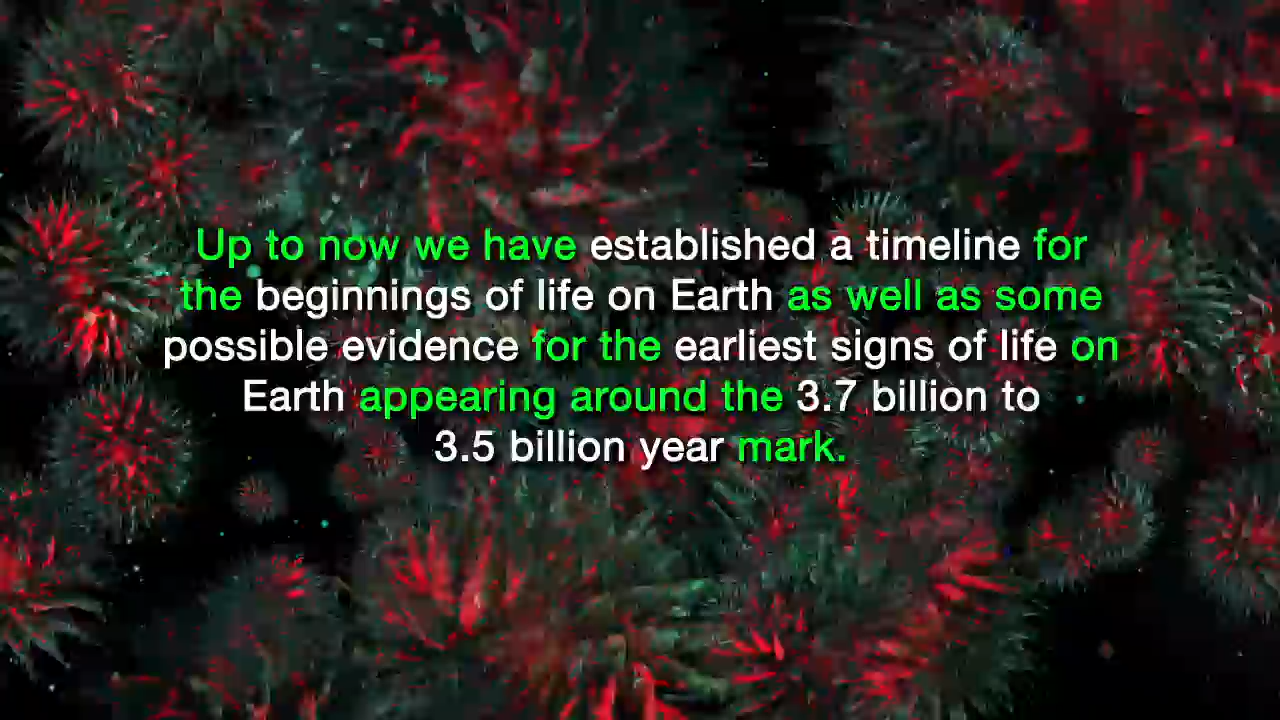 Up to now we have established a timeline for
the beginnings of life on Earth as well as some
possible evidence for the earliest signs of life on
Earth appearing around the 3.7 billion to
3.5 billion year mark.